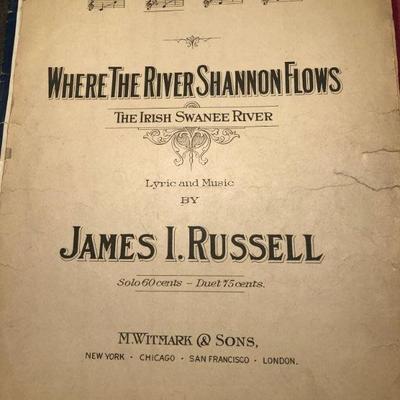 WHERE THE RIVER SHANNON FLOWS
THE IRISH SWANEE RIVER
Lyric and Music
BY
JAMES I. RUSSELL
Solo 60 cents – Duet 75 cents.
M. WITMARK & SONS,
NEW YORK · CHICAGO · SAN FRANCISCO · LONDON.